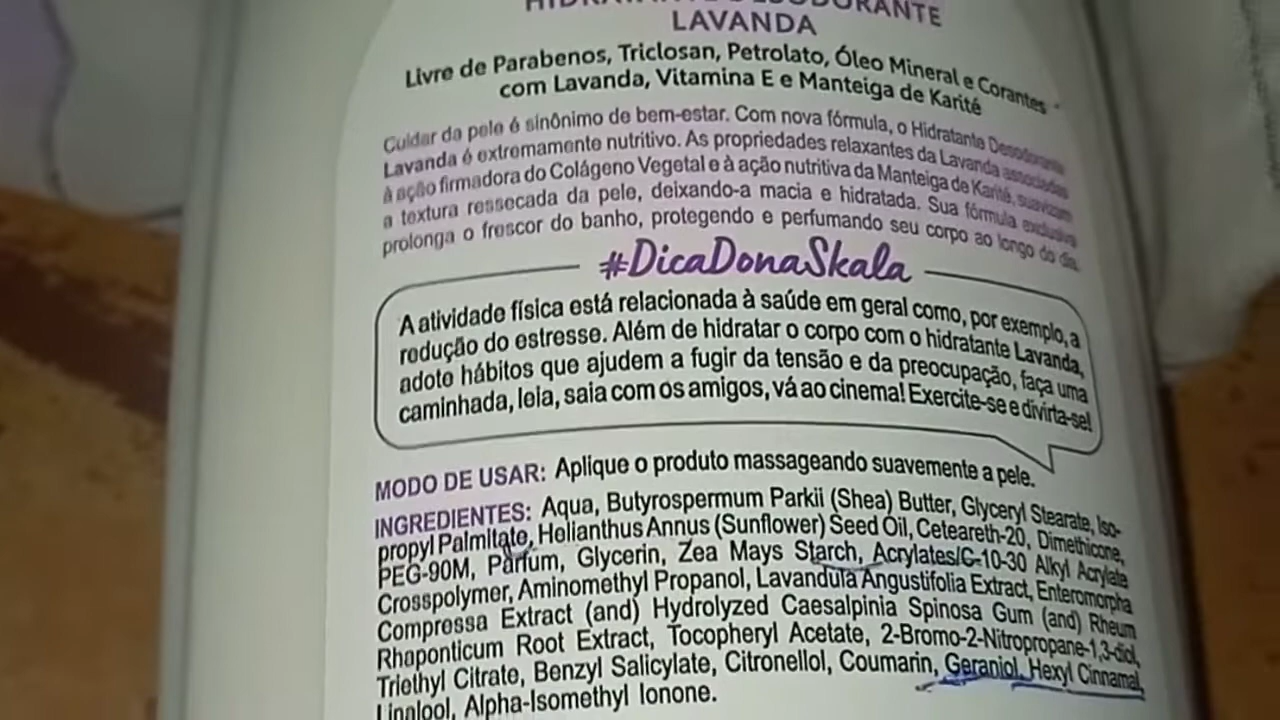 HIDRATANTE DESODORANTE
LAVANDA
Livre de Parabenos, Triclosan, Petrolato, Óleo Mineral e Corantes
com Lavanda, Vitamina E e Manteiga de Karité
Cuidar da pele é sinônimo de bem-estar. Com nova fórmula, o Hidratante Desodorante
Lavanda é extremamente nutritivo. As propriedades relaxantes da Lavanda associadas
à ação firmadora do Colágeno Vegetal e à ação nutritiva da Manteiga de Karité, suavizam
a textura ressecada da pele, deixando-a macia e hidratada. Sua fórmula exclusiva
prolonga o frescor do banho, protegendo e perfumando seu corpo ao longo do dia.
#DicaDonaSkala
A atividade física está relacionada à saúde em geral como, por exemplo, a
redução do estresse. Além de hidratar o corpo com o hidratante Lavanda,
adote hábitos que ajudem a fugir da tensão e da preocupação, faça uma
caminhada, leia, saia com os amigos, vá ao cinema! Exercite-se e divirta-se!
MODO DE USAR: Aplique o produto massageando suavemente a pele.
INGREDIENTES: Aqua, Butyrospermum Parkii (Shea) Butter, Glyceryl Stearate, Iso-
propyl Palmitate, Helianthus Annus (Sunflower) Seed Oil, Ceteareth-20, Dimethicone,
PEG-90M, Parfum, Glycerin, Zea Mays Starch, Acrylates/C-10-30 Alkyl Acrylate
Crosspolymer, Aminomethyl Propanol, Lavandula Angustifolia Extract, Enteromorpha
Compressa Extract (and) Hydrolyzed Caesalpinia Spinosa Gum (and) Rheum
Rhaponticum Root Extract, Tocopheryl Acetate, 2-Bromo-2-Nitropropane-1,3-diol,
Triethyl Citrate, Benzyl Salicylate, Citronellol, Coumarin, Geraniol, Hexyl Cinnamal,
Linalool, Alpha-Isomethyl Ionone.